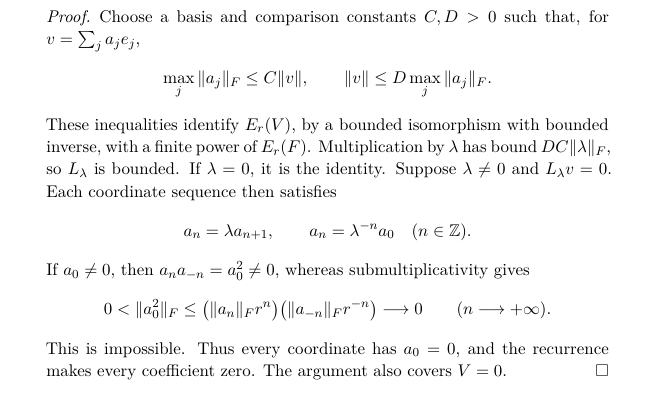 Proof. Choose a basis and comparison constants C, D > 0 such that, for
v = ∑_j a_j e_j,
max_j ‖a_j‖_F ≤ C‖v‖, ‖v‖ ≤ D max_j ‖a_j‖_F.
These inequalities identify E_r(V), by a bounded isomorphism with bounded
inverse, with a finite power of E_r(F). Multiplication by λ has bound DC‖λ‖_F,
so L_λ is bounded. If λ = 0, it is the identity. Suppose λ ≠ 0 and L_λ v = 0.
Each coordinate sequence then satisfies
a_n = λa_{n+1}, a_n = λ^{-n} a_0 (n ∈ ℤ).
If a_0 ≠ 0, then a_n a_{-n} = a_0^2 ≠ 0, whereas submultiplicativity gives
0 < ‖a_0^2‖_F ≤ (‖a_n‖_F r^n)(‖a_{-n}‖_F r^{-n}) ⟶ 0 (n ⟶ +∞).
This is impossible. Thus every coordinate has a_0 = 0, and the recurrence
makes every coefficient zero. The argument also covers V = 0. □